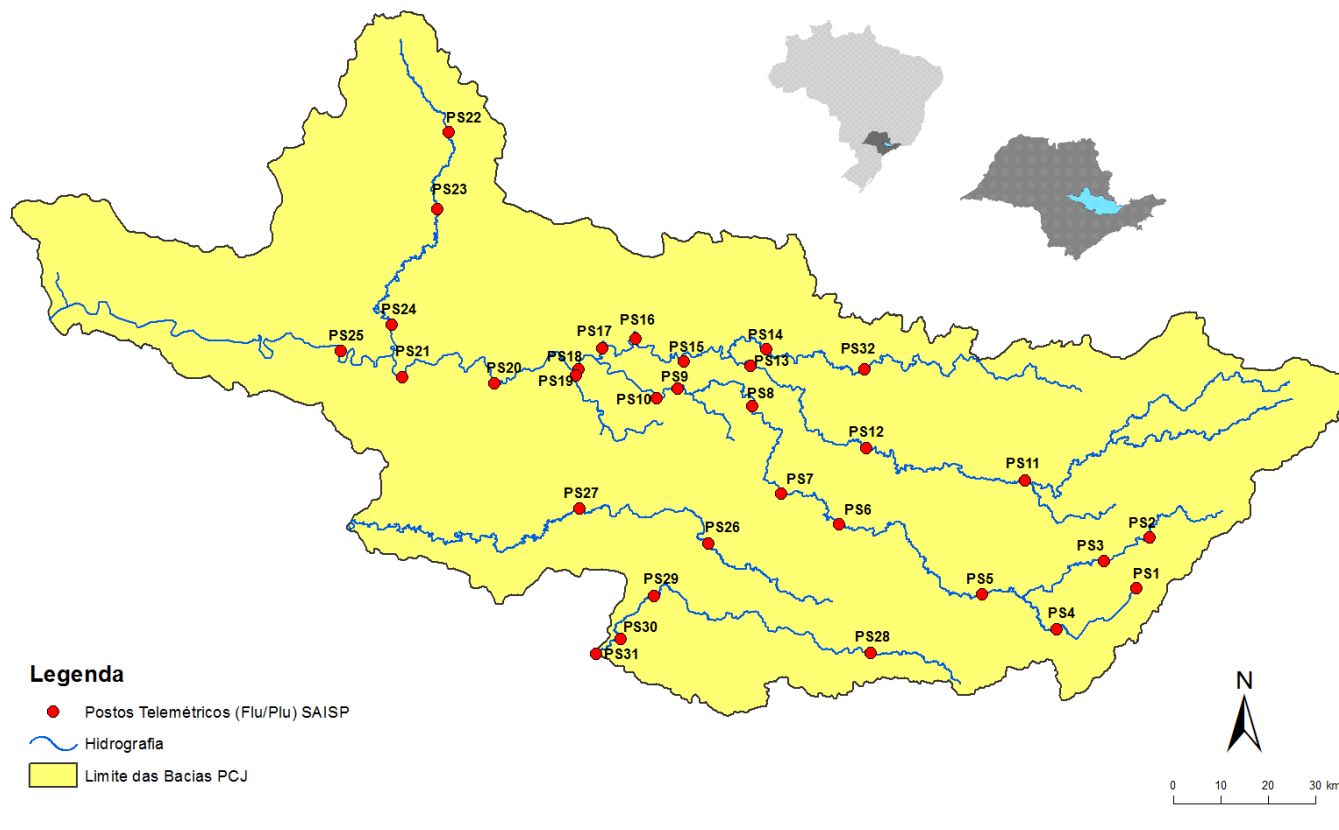 PS22
PS23
PS24
PS25
PS21
PS20
PS17
PS16
PS18
PS19
PS15
PS9
PS10
PS14
PS13
PS32
PS8
PS12
PS11
PS7
PS6
PS27
PS26
PS2
PS3
PS1
PS5
PS4
PS29
PS30
PS31
PS28
Legenda
Postos Telemétricos (Flu/Plu) SAISP
Hidrografia
Limite das Bacias PCJ
N
0 10 20 30 km